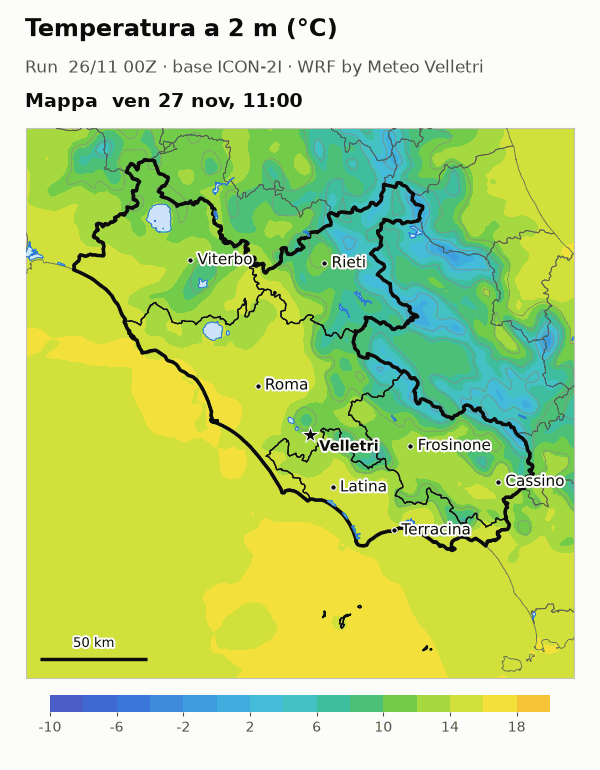 Temperatura a 2 m (°C)
Run  26/11 00Z · base ICON-2I · WRF by Meteo Velletri
Mappa  ven 27 nov, 11:00
Viterbo
Rieti
Roma
Velletri
Frosinone
Latina
Cassino
Terracina
50 km
-10 -6 -2 2 6 10 14 18